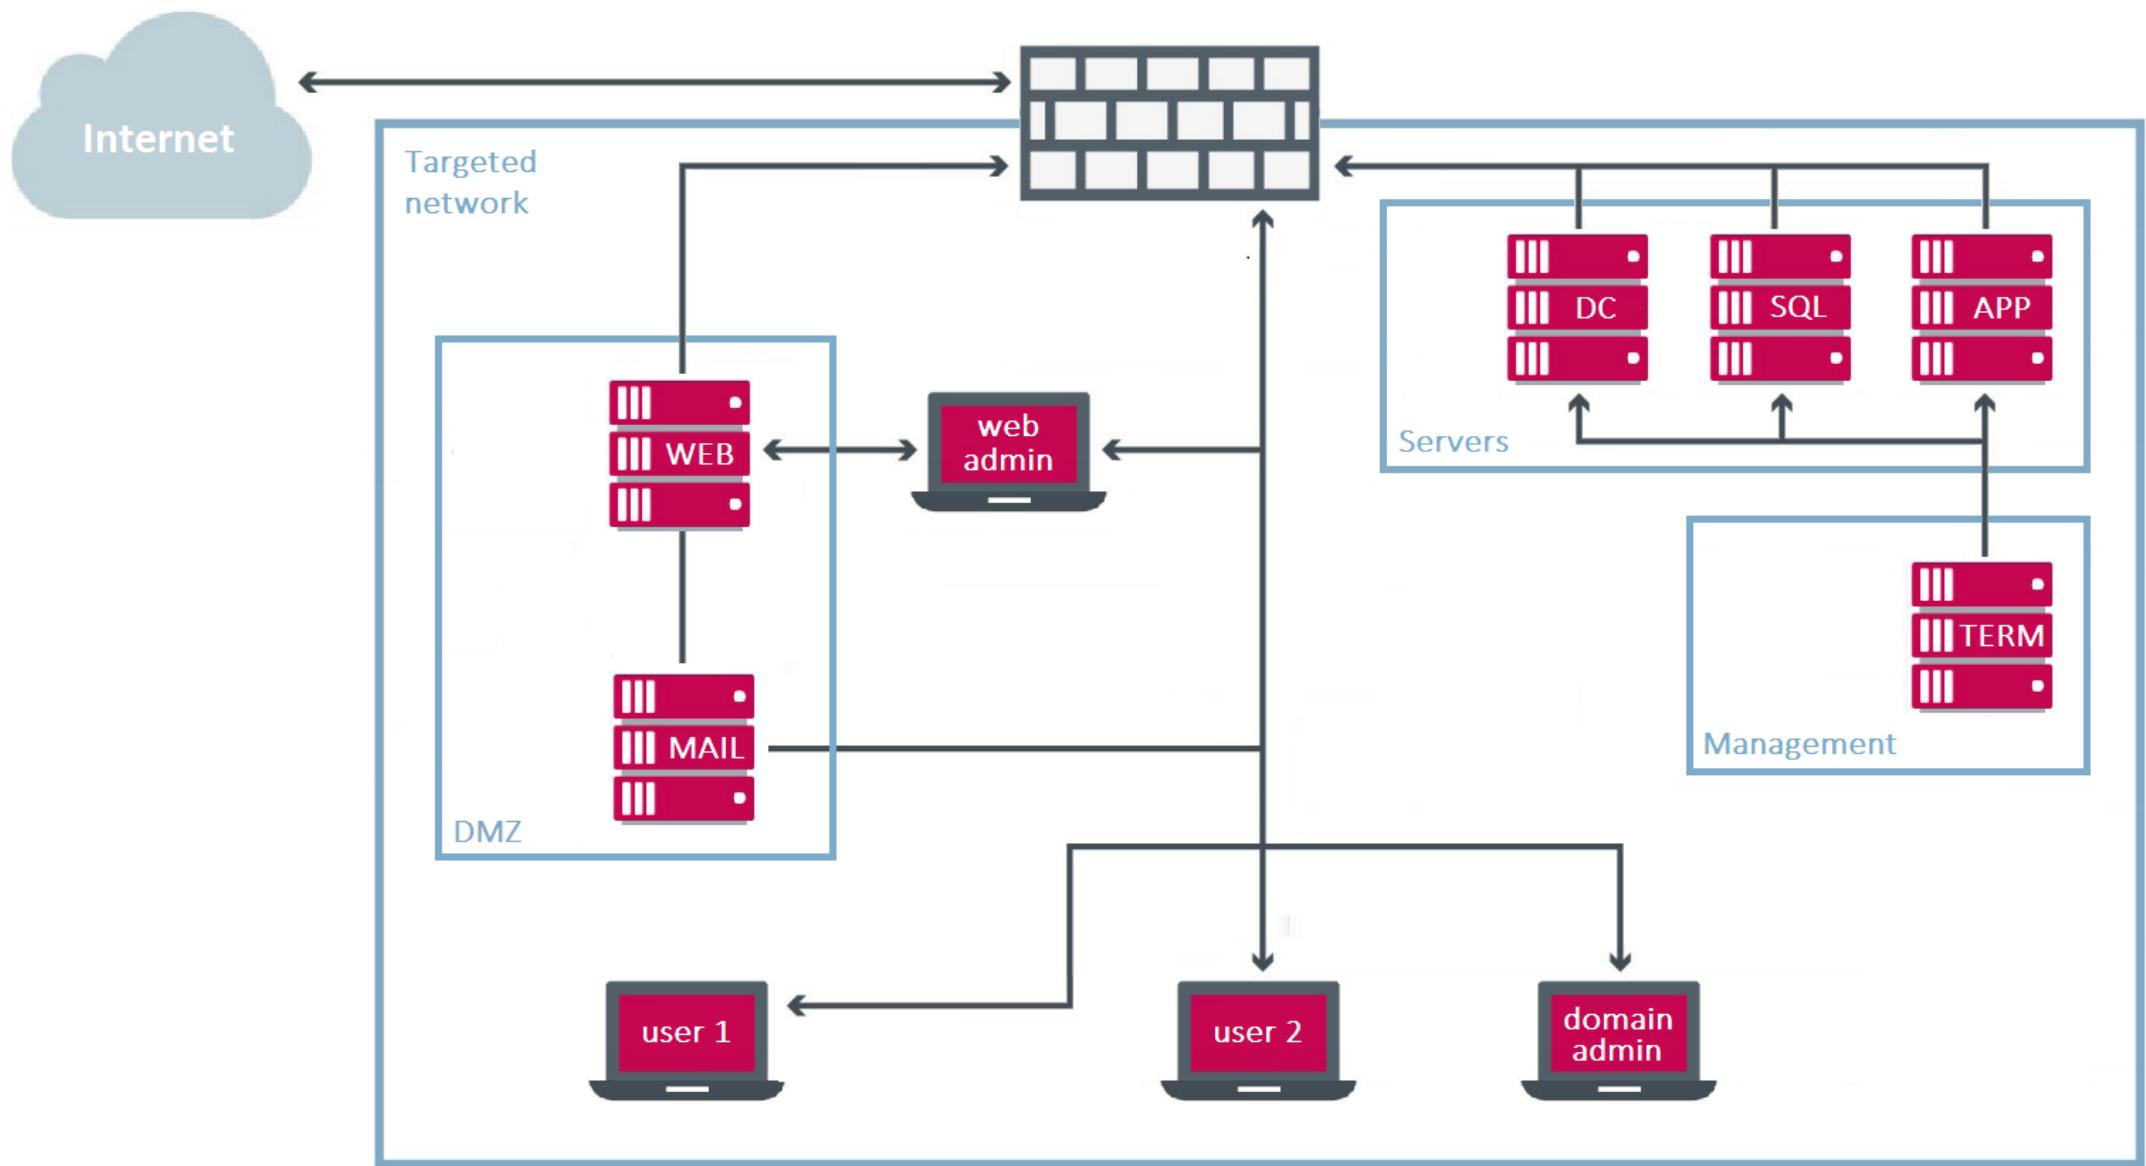 Internet
Targeted
network
DC
SQL
APP
Servers
WEB
web
admin
TERM
Management
MAIL
DMZ
user 1
user 2
domain
admin